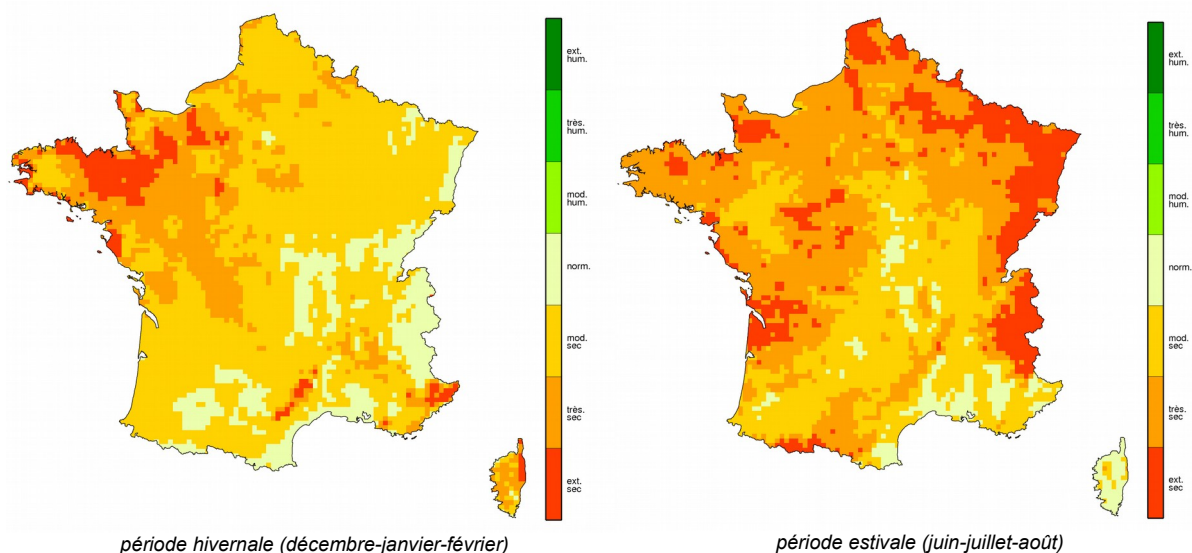 ext.
hum.
très.
hum.
mod.
hum.
norm.
mod.
sec
très.
sec
ext.
sec
période hivernale (décembre-janvier-février)
ext.
hum.
très.
hum.
mod.
hum.
norm.
mod.
sec
très.
sec
ext.
sec
période estivale (juin-juillet-août)